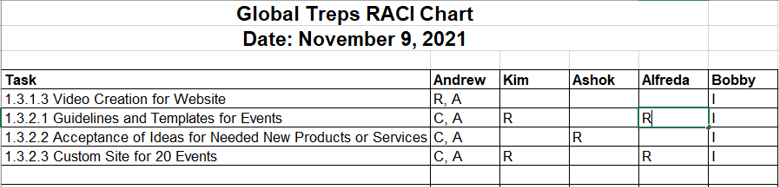 Global Treps RACI Chart
Date: November 9, 2021
Task Andrew Kim Ashok Alfreda Bobby
1.3.1.3 Video Creation for Website R, A I
1.3.2.1 Guidelines and Templates for Events C, A R R I
1.3.2.2 Acceptance of Ideas for Needed New Products or Services C, A R I
1.3.2.3 Custom Site for 20 Events C, A R R I